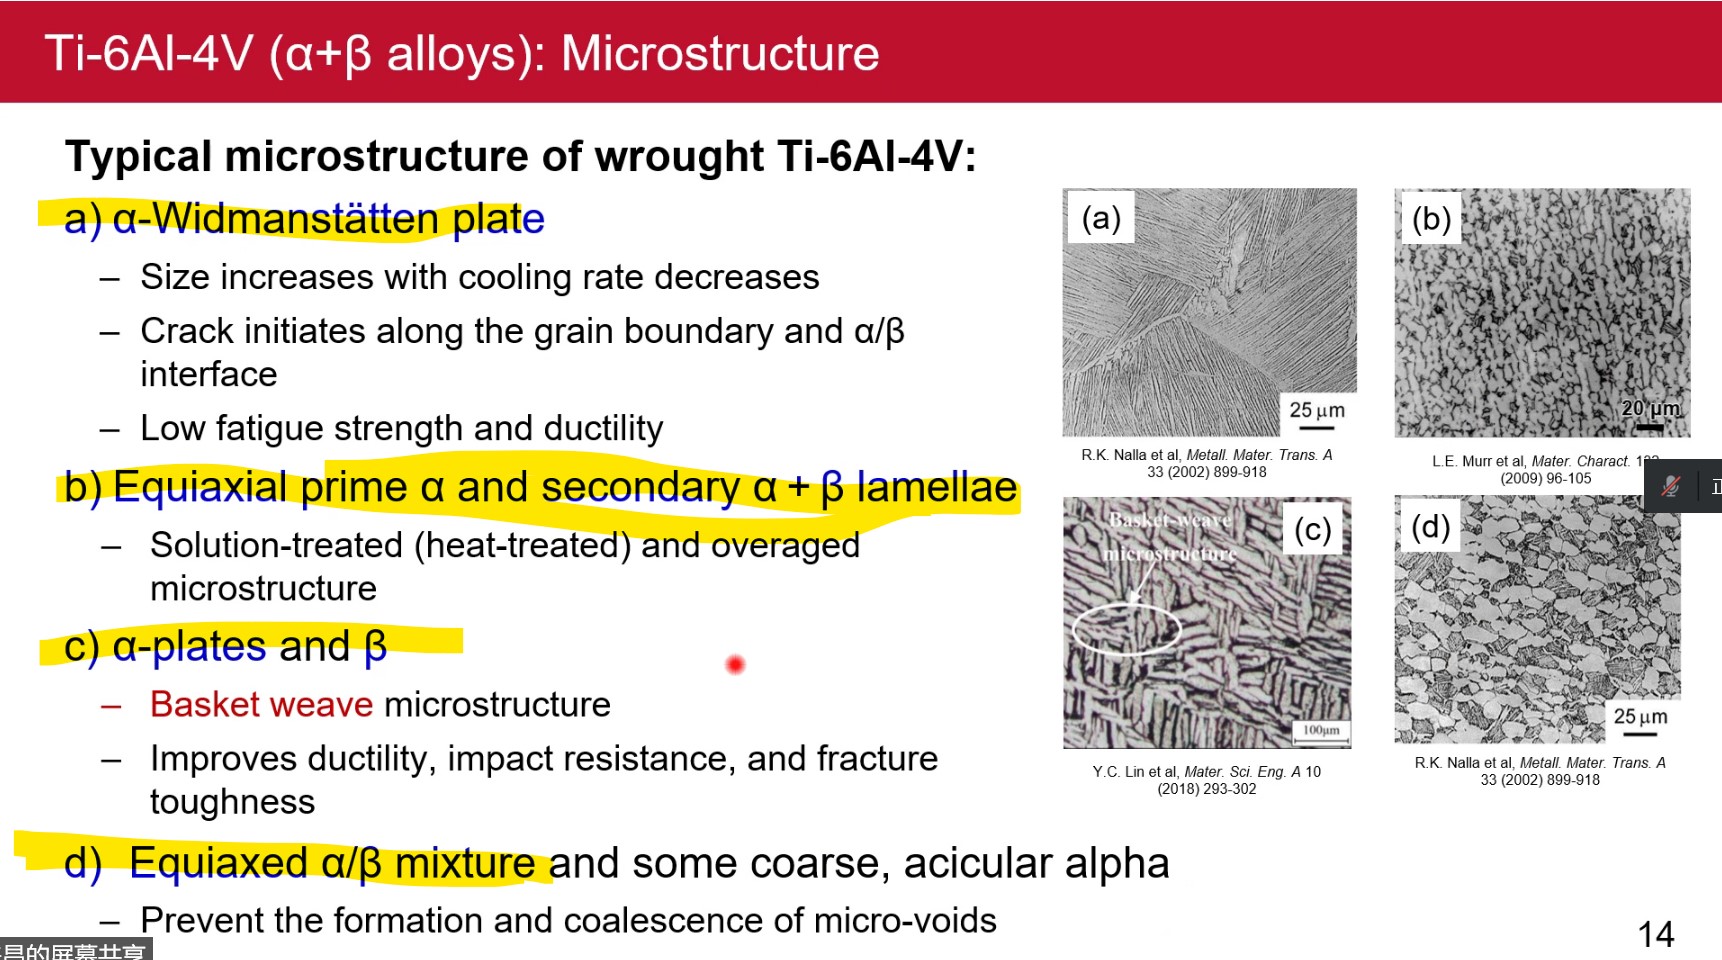 Ti-6Al-4V (α+β alloys): Microstructure
Typical microstructure of wrought Ti-6Al-4V:
a) α-Widmanstätten plate
– Size increases with cooling rate decreases
– Crack initiates along the grain boundary and α/β
interface
– Low fatigue strength and ductility
b) Equiaxial prime α and secondary α + β lamellae
– Solution-treated (heat-treated) and overaged
microstructure
c) α-plates and β
– Basket weave microstructure
– Improves ductility, impact resistance, and fracture
toughness
d) Equiaxed α/β mixture and some coarse, acicular alpha
– Prevent the formation and coalescence of micro-voids
(a)
25 µm
R.K. Nalla et al, Metall. Mater. Trans. A
33 (2002) 899-918
(b)
20 µm
L.E. Murr et al, Mater. Charact.
(2009) 96-105
Basket-weave
microstructure
(c)
100µm
Y.C. Lin et al, Mater. Sci. Eng. A 10
(2018) 293-302
(d)
25 µm
R.K. Nalla et al, Metall. Mater. Trans. A
33 (2002) 899-918
14
的屏幕共享